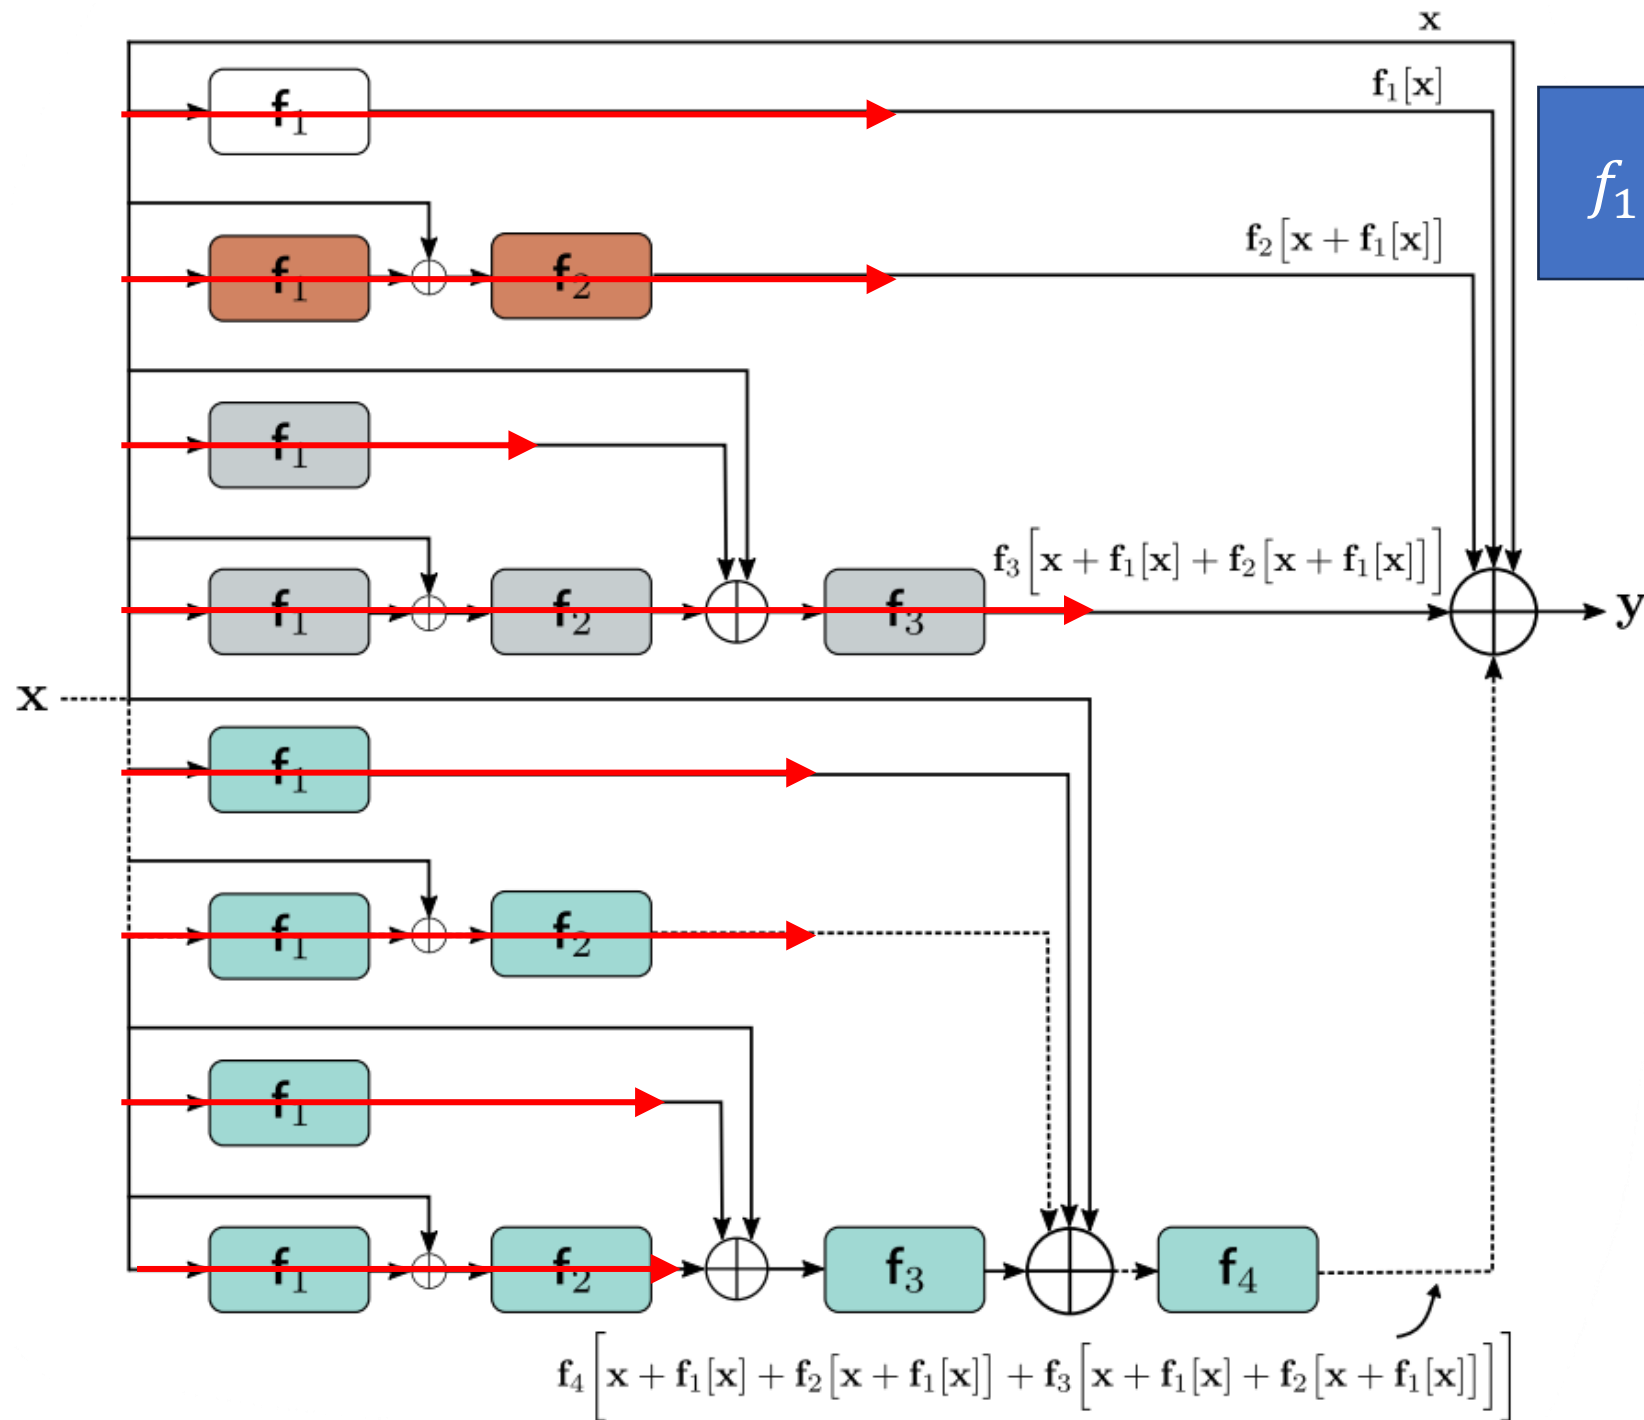 x
f₁[x]
f₁
f₁
f₂[x + f₁[x]]
f₁
f₂
f₁
f₃[x + f₁[x] + f₂[x + f₁[x]]]
f₁
f₂
f₃
y
x
f₁
f₁
f₂
f₁
f₁
f₂
f₃
f₄
f₄[x + f₁[x] + f₂[x + f₁[x]] + f₃[x + f₁[x] + f₂[x + f₁[x]]]]